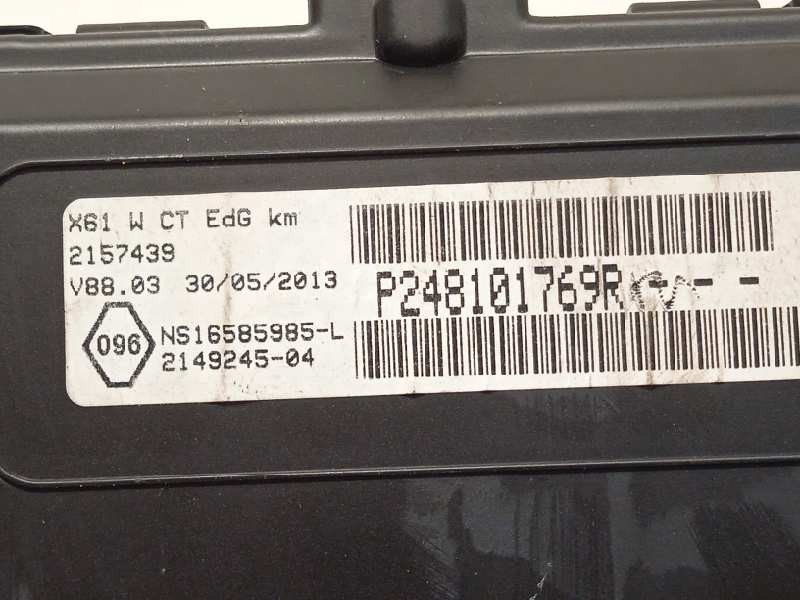 X61 W CT EdG km
2157439
V88.03 30/05/2013
P248101769R - - -
096
NS16585985-L
2149245-04